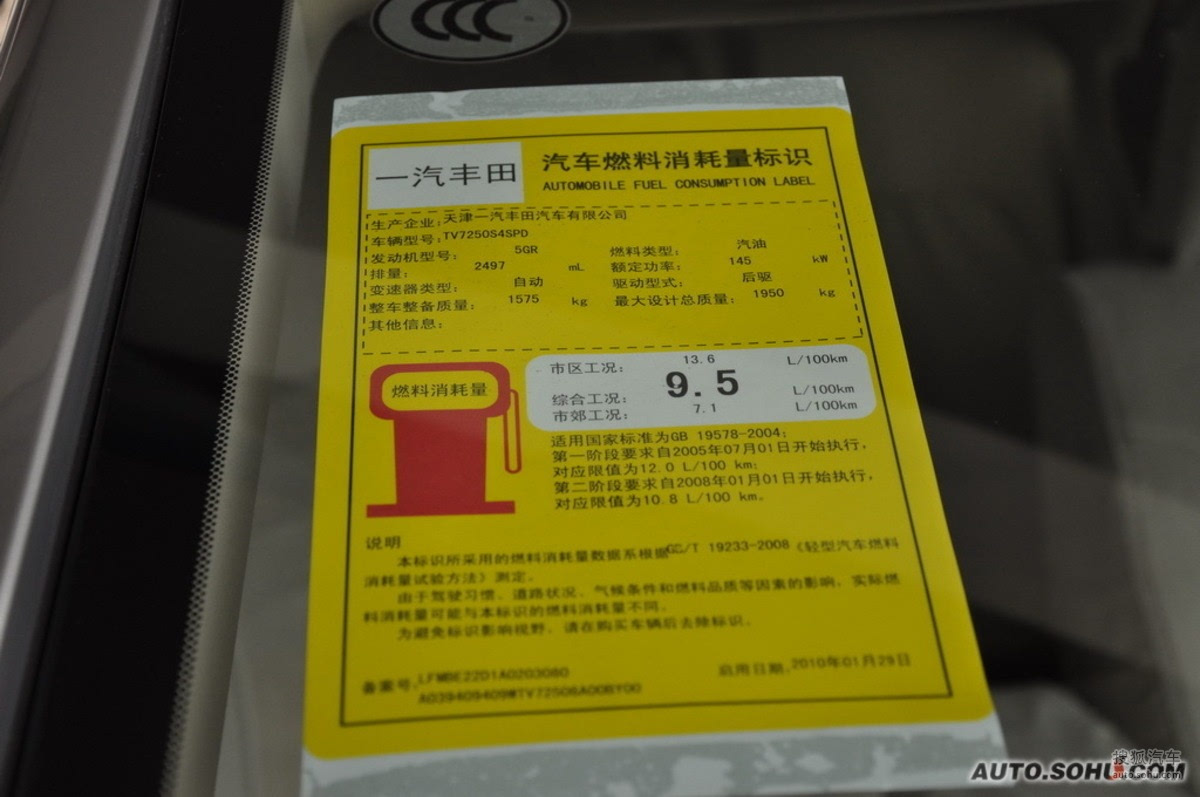 CCC
一汽丰田
汽车燃料消耗量标识
AUTOMOBILE FUEL CONSUMPTION LABEL
生产企业:天津一汽丰田汽车有限公司
车辆型号:TV7250S4SPD
发动机型号: 5GR 燃料类型: 汽油
排量: 2497 mL 额定功率: 145 kW
变速器类型: 自动 驱动型式: 后驱
整车整备质量: 1575 kg 最大设计总质量: 1950 kg
其他信息:
燃料消耗量
市区工况: 13.6 L/100km
综合工况: 9.5 L/100km
市郊工况: 7.1 L/100km
适用国家标准为GB 19578-2004;
第一阶段要求自2005年07月01日开始执行,
对应限值为12.0 L/100 km;
第二阶段要求自2008年01月01日开始执行,
对应限值为10.8 L/100 km。
说明
本标识所采用的燃料消耗量数据系根据GB/T 19233-2008《轻型汽车燃料
消耗量试验方法》测定。
由于驾驶习惯、道路状况、气候条件和燃料品质等因素的影响，实际燃
料消耗量可能与本标识的燃料消耗量不同。
为避免标识影响视野，请在购买车辆后去除标识。
备案号: 启用日期:2010年01月29日
搜狐汽车
AUTO.SOHU.COM
auto.sohu.com